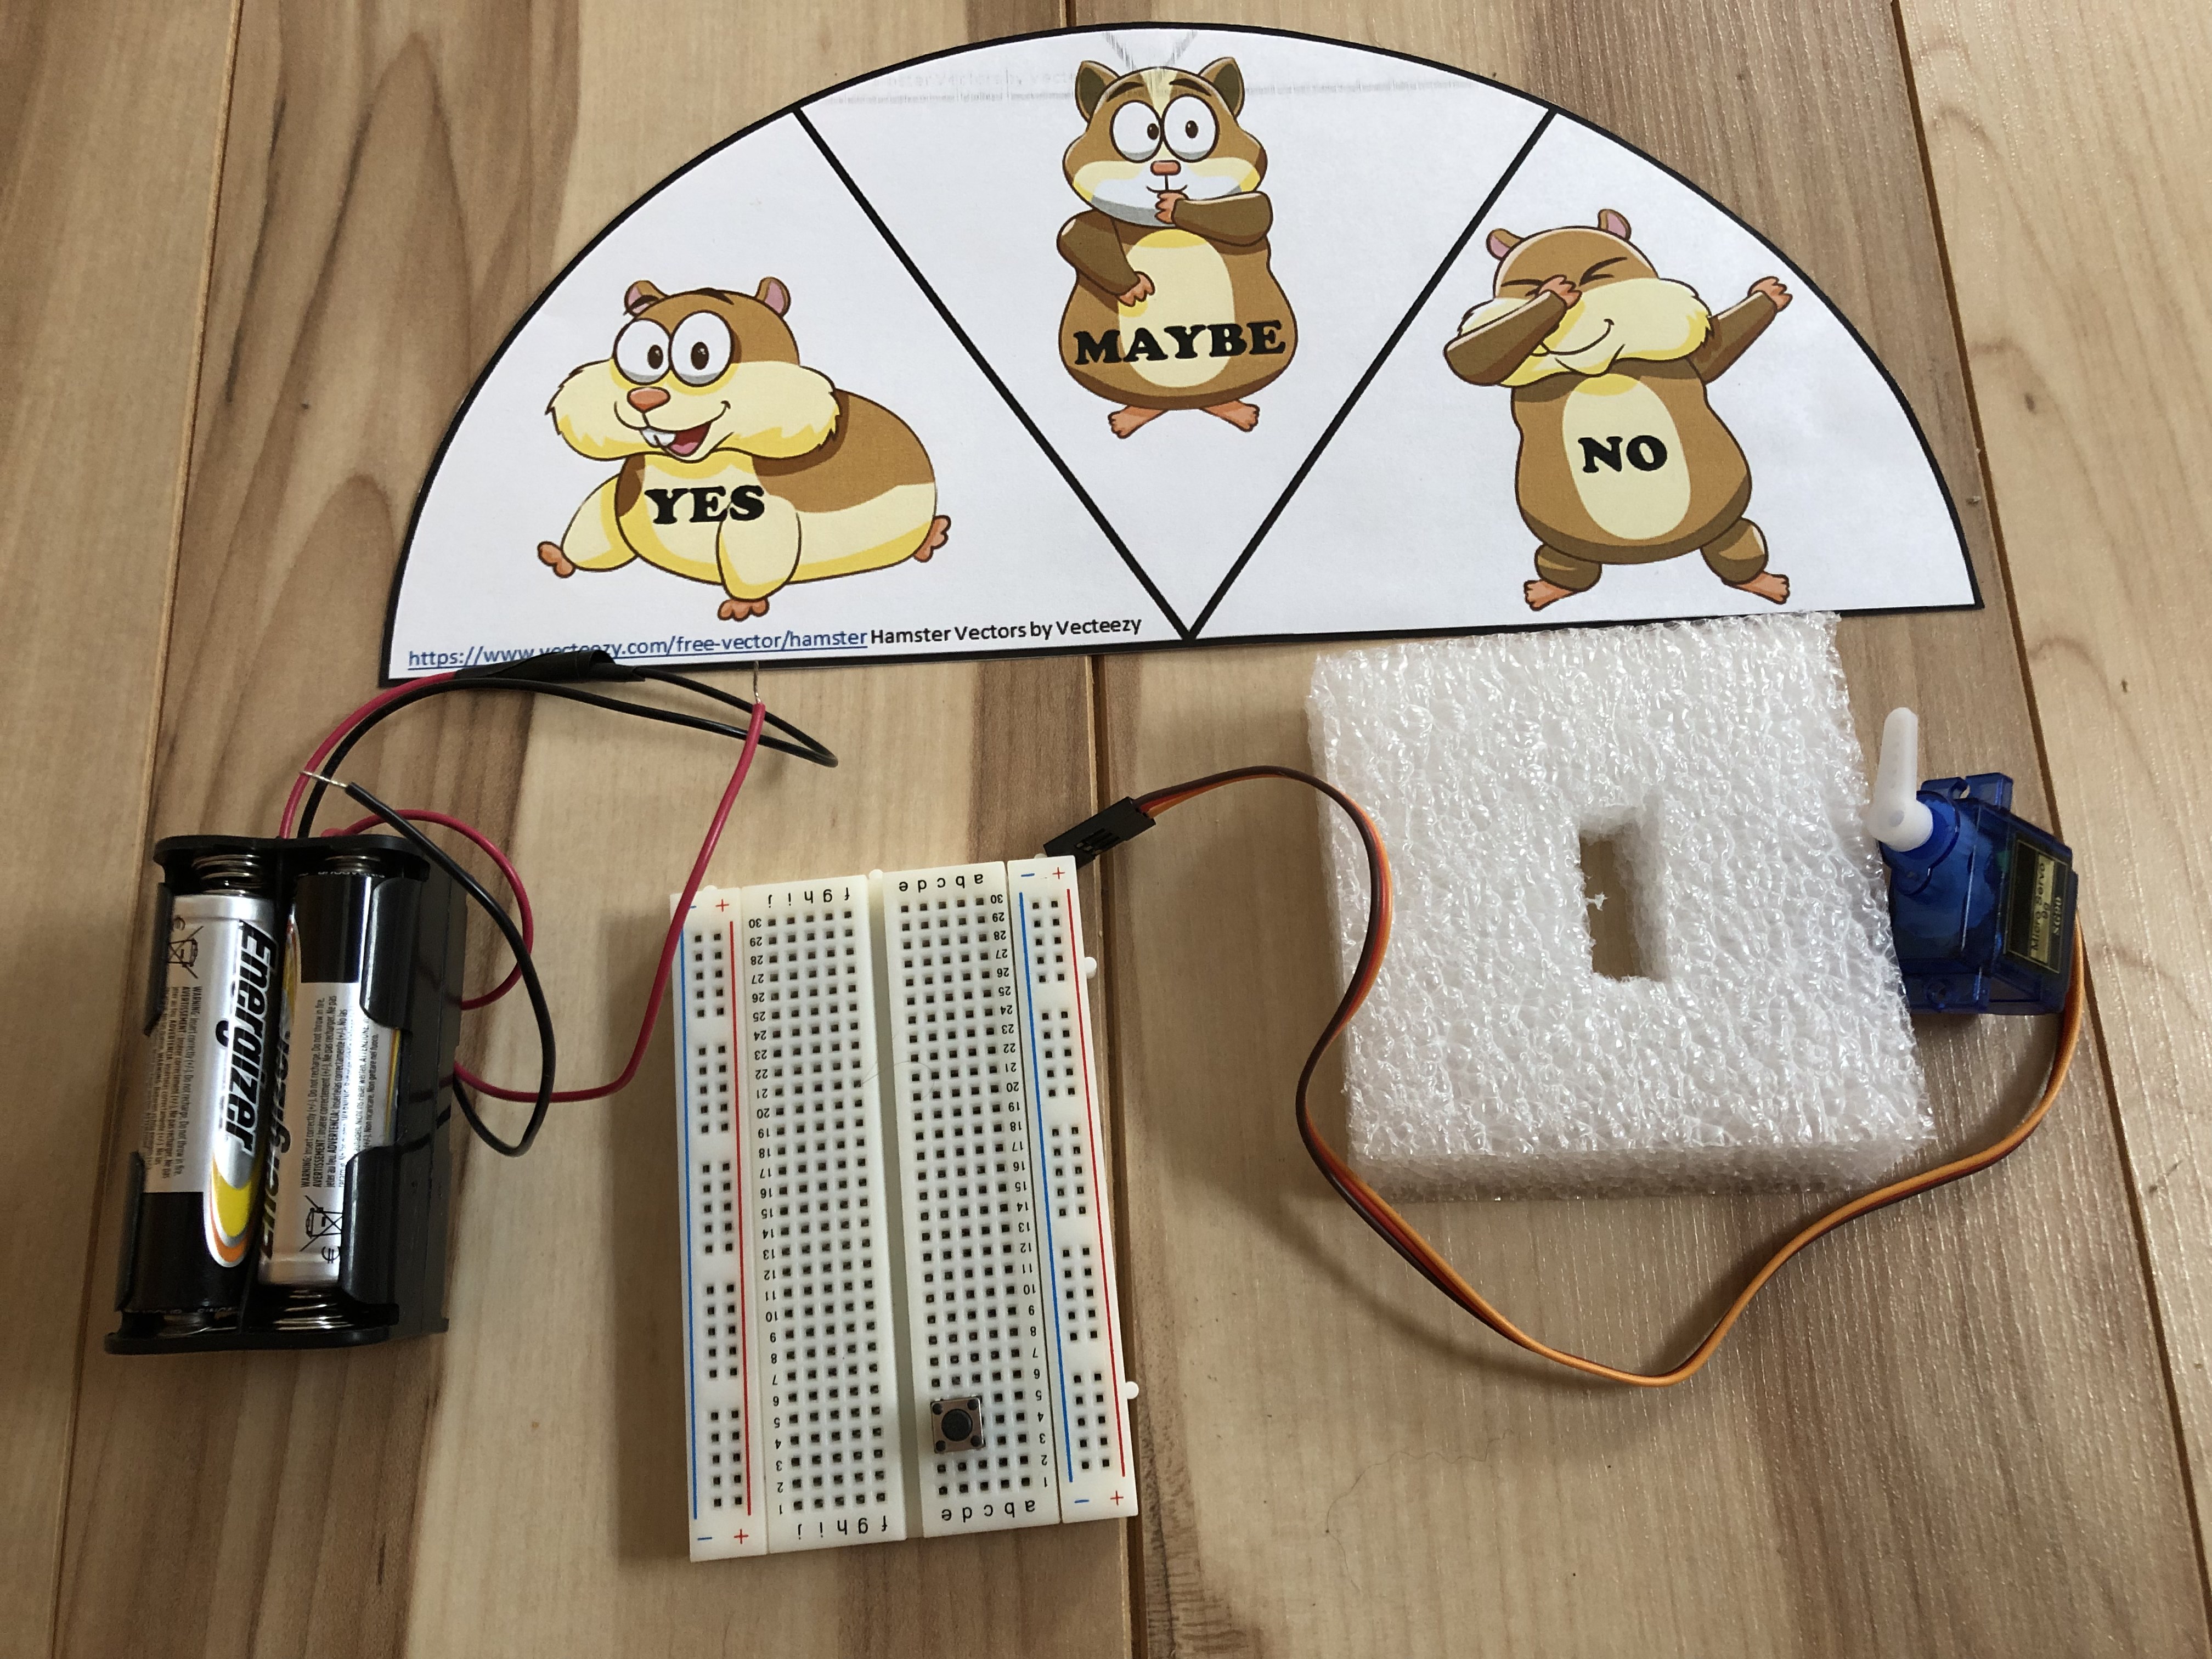 Energizer
Energizer
WARNING: Insert correctly (+/-). Do not recharge. Do not throw in fire.
AVERTISSEMENT : Insérer correctement (+/-). Ne pas recharger. Ne pas
jeter au feu. ADVERTENCIA: insértelas correctamente (+/-). No las
(+/-). Non ricaricare. Non gettare nel fuoco.
https://www.vecteezy.com/free-vector/hamster Hamster Vectors by Vecteezy
YES
MAYBE
NO
- +
1 2 3 4 5 6 7 8 9 10 11 12 13 14 15 16 17 18 19 20 21 22 23 24 25 26 27 28 29 30
f g h i j
f g h i j
a b c d e
a b c d e
1 2 3 4 5 6 7 8 9 10 11 12 13 14 15 16 17 18 19 20 21 22 23 24 25 26 27 28 29 30
- +
Micro Servo
9g
SG90